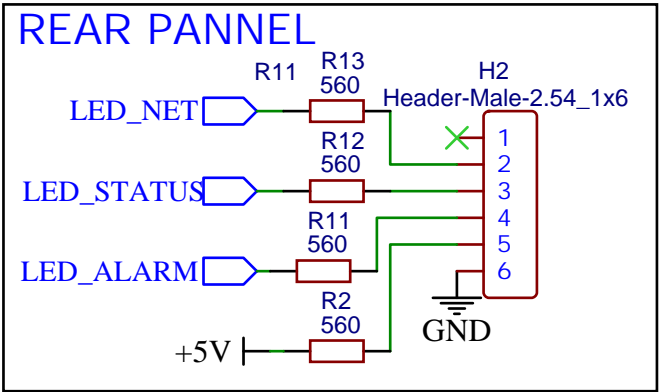 REAR PANNEL
R11
R13
560
H2
Header-Male-2.54_1x6
LED_NET
1
2
R12
560
LED_STATUS
3
R11
560
4
LED_ALARM
5
6
R2
560
GND
+5V